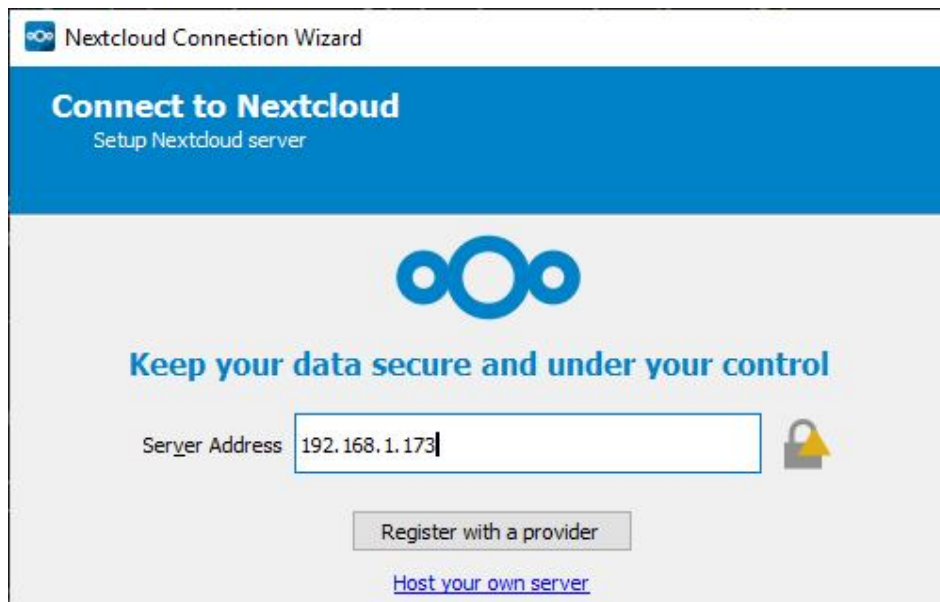 Nextcloud Connection Wizard
Connect to Nextcloud
Setup Nextcloud server
Keep your data secure and under your control
Server Address 192.168.1.173
Register with a provider
Host your own server